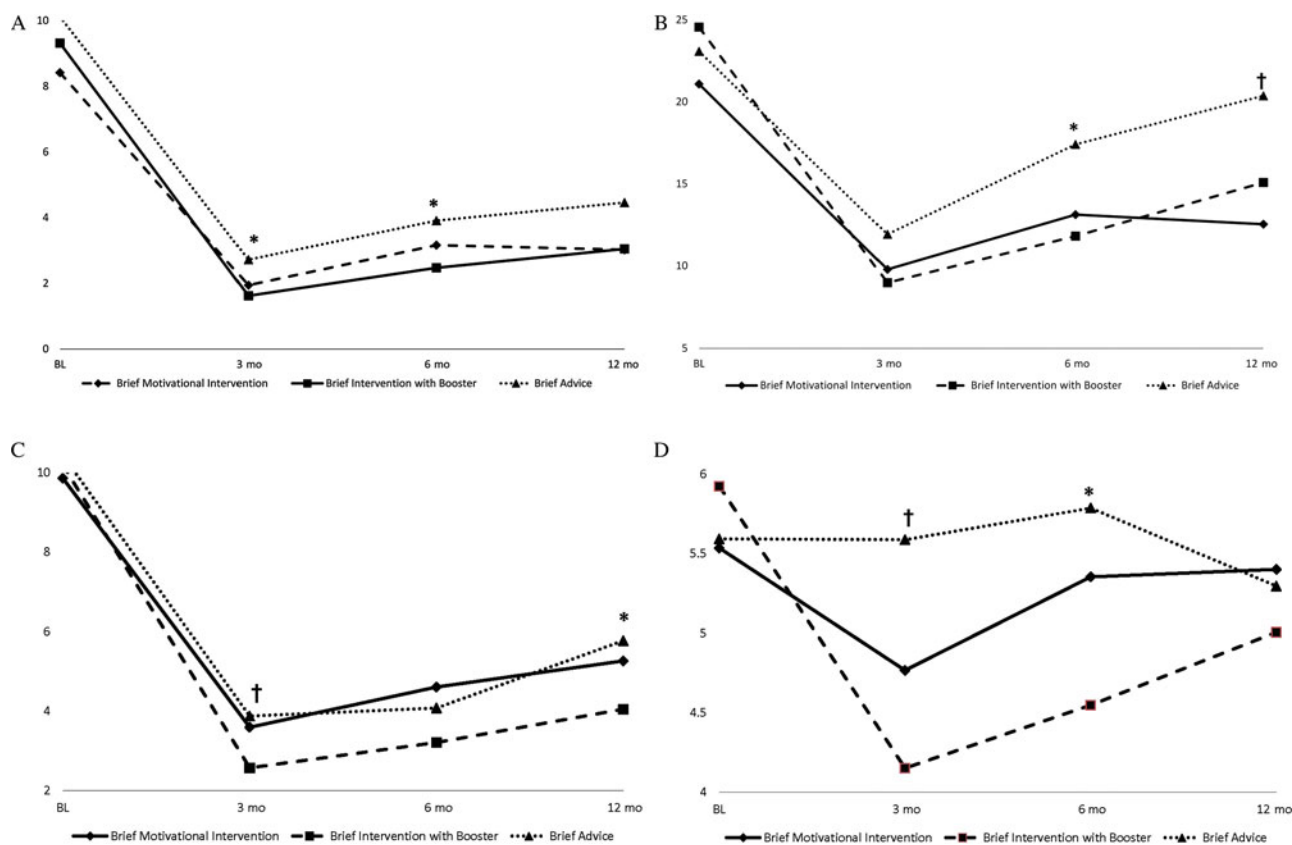 A
10
8
6
4
2
0
*
*
BL
3 mo
6 mo
12 mo
Brief Motivational Intervention
Brief Intervention with Booster
Brief Advice
B
25
20
15
10
5
*
†
BL
3 mo
6 mo
12 mo
Brief Motivational Intervention
Brief Intervention with Booster
Brief Advice
C
10
8
6
4
2
†
*
BL
3 mo
6 mo
12 mo
Brief Motivational Intervention
Brief Intervention with Booster
Brief Advice
D
6
5.5
5
4.5
4
†
*
BL
3 mo
6 mo
12 mo
Brief Motivational Intervention
Brief Intervention with Booster
Brief Advice